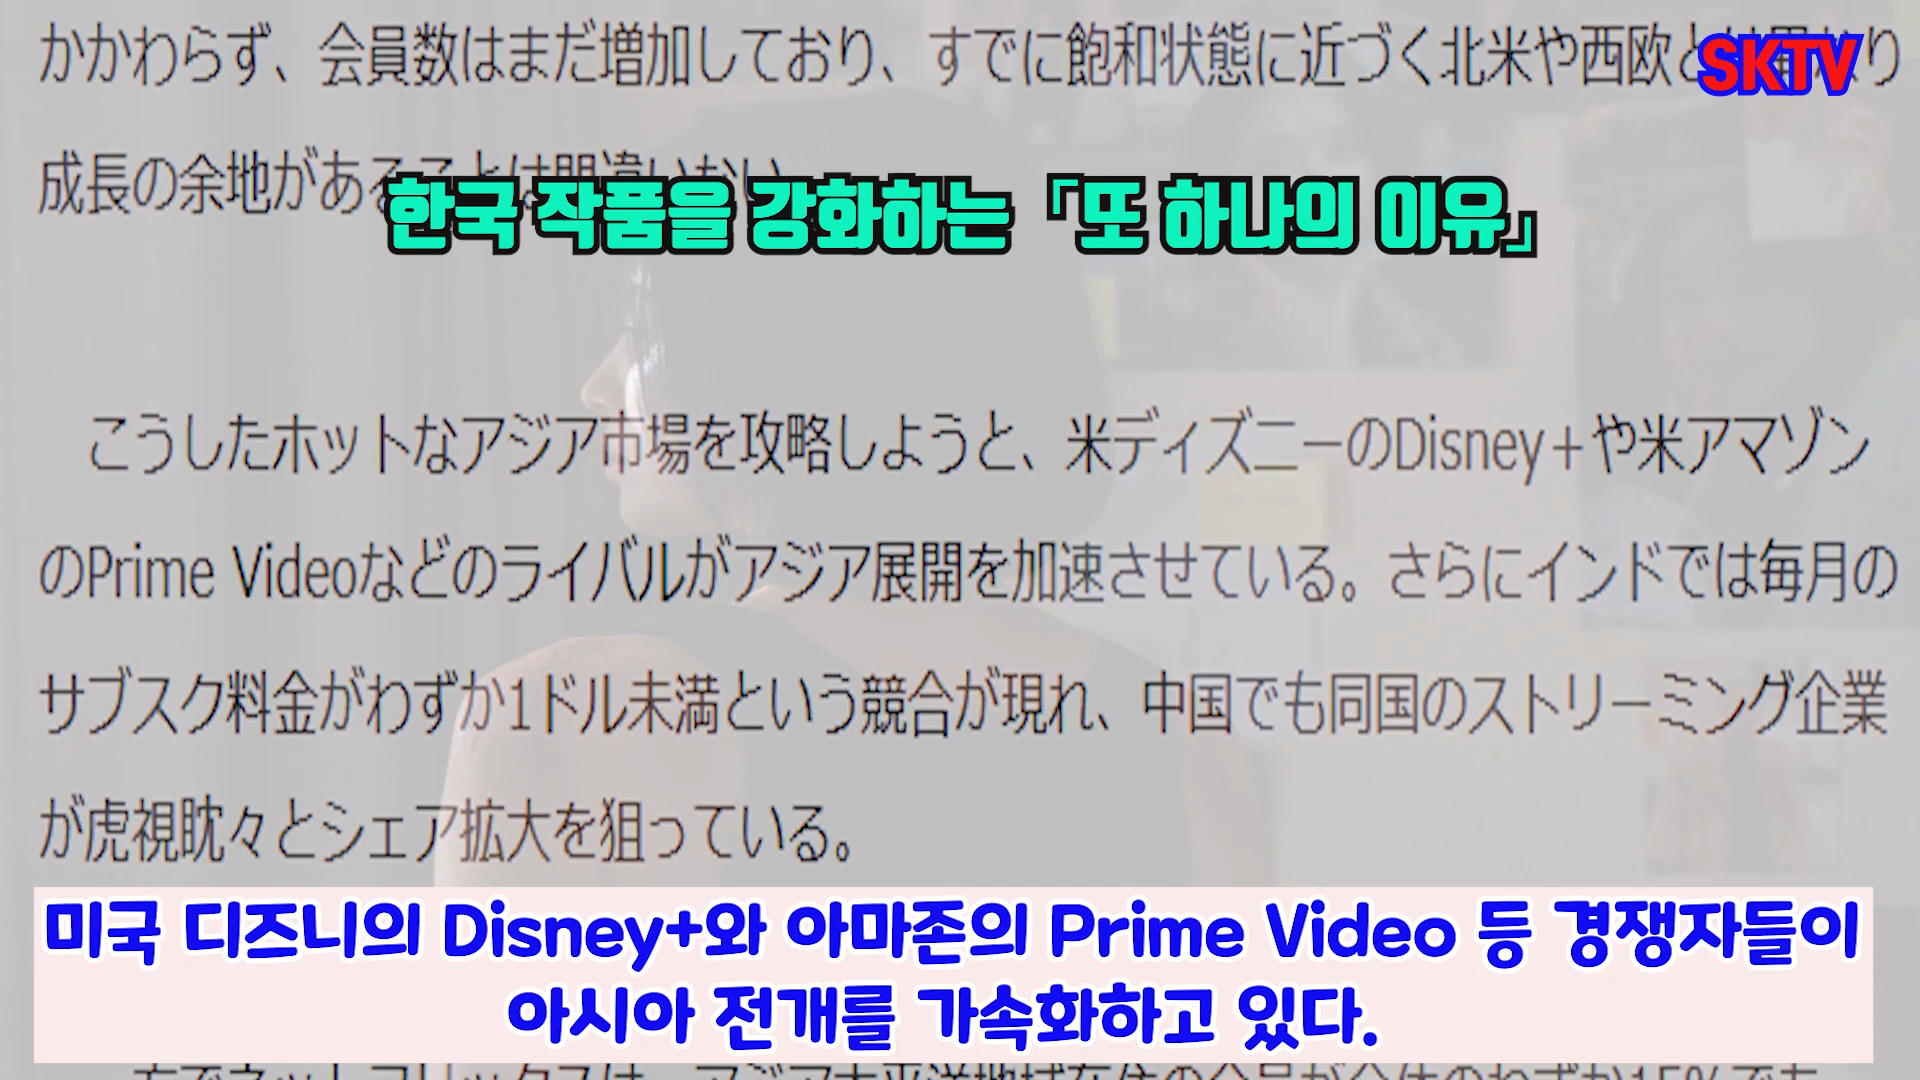 かかわらず、会員数はまだ増加しており、すでに飽和状態に近づく北米や西欧と
SKTV
成長の余地があることは間違いない
한국 작품을 강화하는「또 하나의 이유」
こうしたホットなアジア市場を攻略しようと、米ディズニーのDisney＋や米アマゾン
のPrime Videoなどのライバルがアジア展開を加速させている。さらにインドでは毎月の
サブスク料金がわずか1ドル未満という競合が現れ、中国でも同国のストリーミング企業
が虎視眈々とシェア拡大を狙っている。
미국 디즈니의 Disney+와 아마존의 Prime Video 등 경쟁자들이
아시아 전개를 가속화하고 있다.